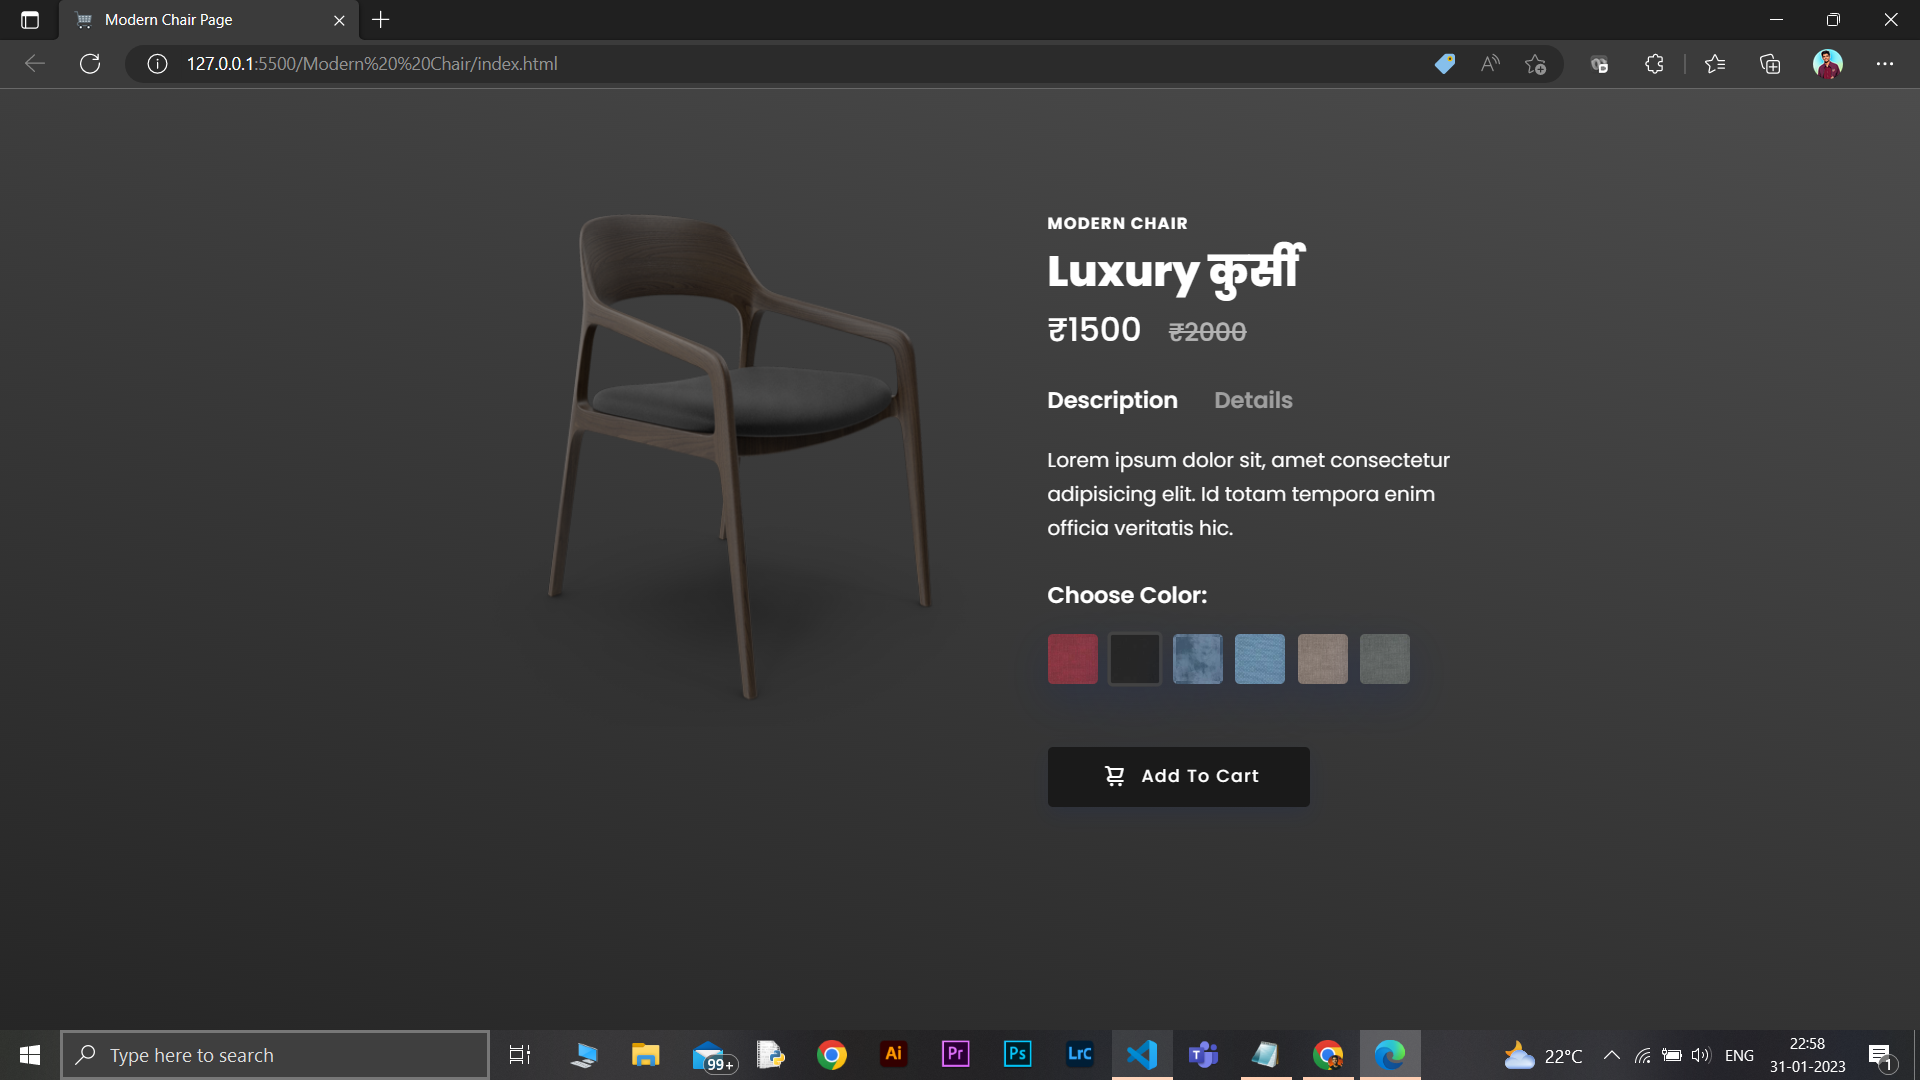 Modern Chair Page
127.0.0.1:5500/Modern%20%20Chair/index.html
MODERN CHAIR
Luxury कुर्सी
₹1500 ₹2000
Description Details
Lorem ipsum dolor sit, amet consectetur
adipisicing elit. Id totam tempora enim
officia veritatis hic.
Choose Color:
Add To Cart
Type here to search
99+
Ai
Pr
Ps
LrC
22°C
ENG
22:58
31-01-2023
1